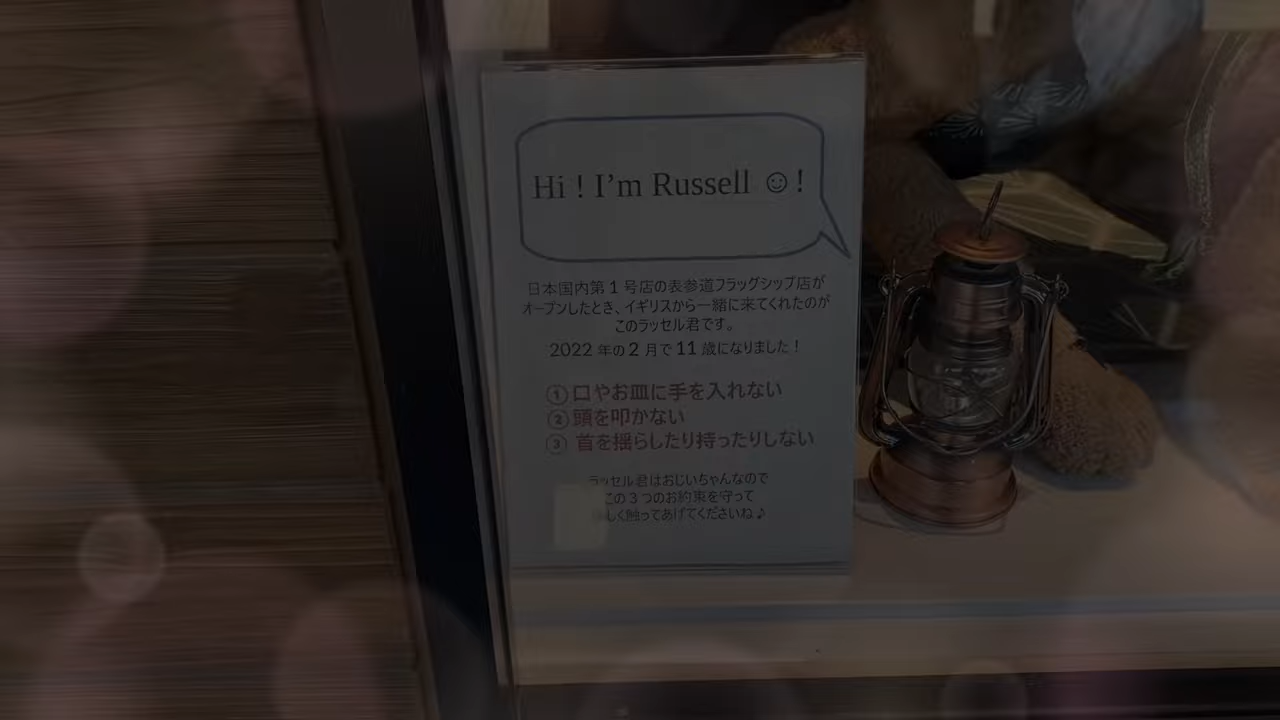 Hi ! I'm Russell ☺ !
日本国内第 1 号店の表参道フラッグシップ店が
オープンしたとき、イギリスから一緒に来てくれたのが
このラッセル君です。
2022 年の 2 月で 11 歳になりました！
① 口やお皿に手を入れない
② 頭を叩かない
③ 首を揺らしたり持ったりしない
ラッセル君はおじいちゃんなので
この 3 つのお約束を守って
しく触ってあげてくださいね♪